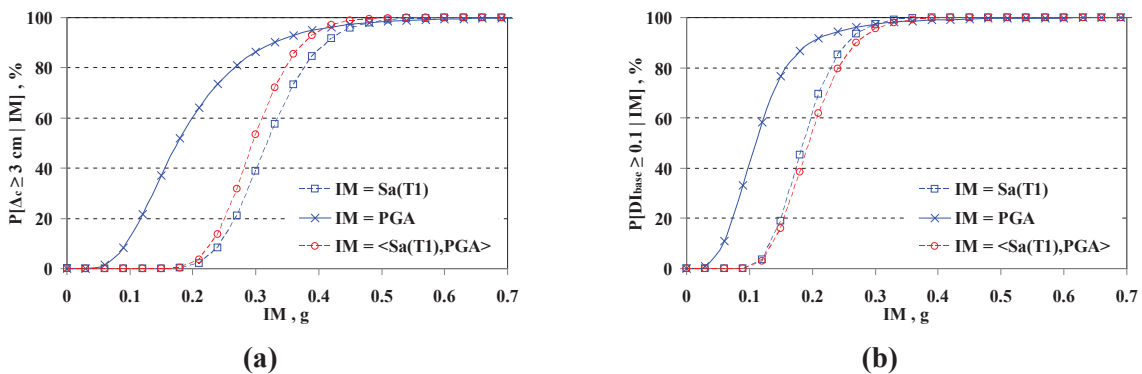 100
80
60
40
20
0
P[Δc ≥ 3 cm | IM] , %
IM = Sa(T1)
IM = PGA
IM = <Sa(T1),PGA>
0 0.1 0.2 0.3 0.4 0.5 0.6 0.7
IM , g
(a)
100
80
60
40
20
0
P[DIbase ≥ 0.1 | IM] , %
IM = Sa(T1)
IM = PGA
IM = <Sa(T1),PGA>
0 0.1 0.2 0.3 0.4 0.5 0.6 0.7
IM , g
(b)